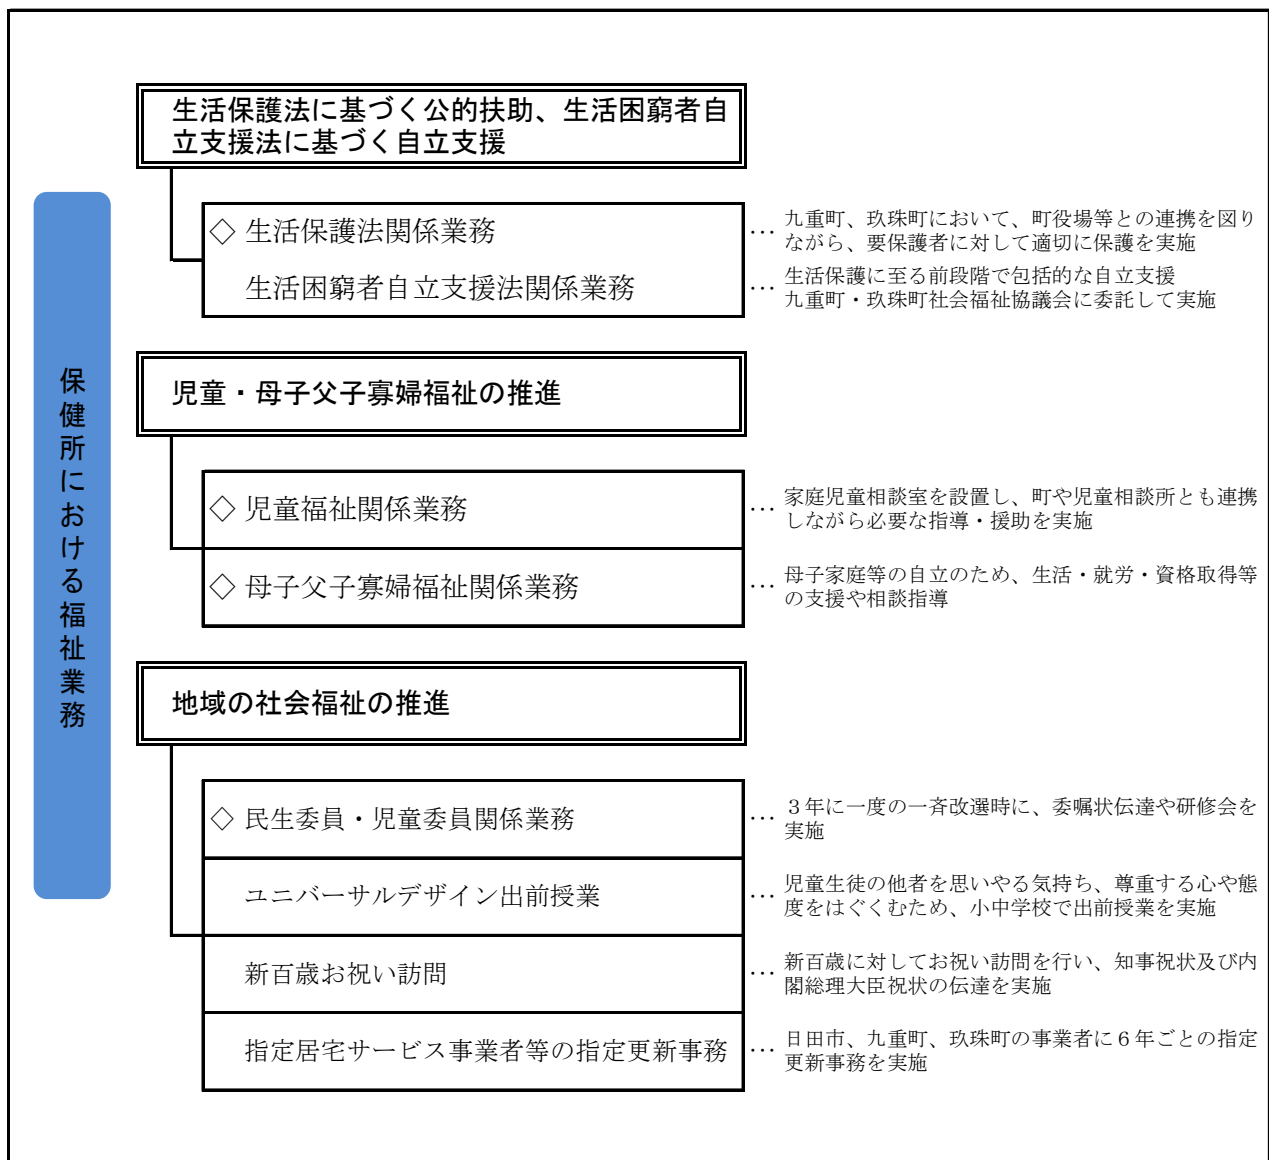 保健所における福祉業務
生活保護法に基づく公的扶助、生活困窮者自
立支援法に基づく自立支援
◇ 生活保護法関係業務
… 九重町、玖珠町において、町役場等との連携を図り
ながら、要保護者に対して適切に保護を実施
生活困窮者自立支援法関係業務
… 生活保護に至る前段階で包括的な自立支援
九重町・玖珠町社会福祉協議会に委託して実施
児童・母子父子寡婦福祉の推進
◇ 児童福祉関係業務
… 家庭児童相談室を設置し、町や児童相談所とも連携
しながら必要な指導・援助を実施
◇ 母子父子寡婦福祉関係業務
… 母子家庭等の自立のため、生活・就労・資格取得等
の支援や相談指導
地域の社会福祉の推進
◇ 民生委員・児童委員関係業務
… ３年に一度の一斉改選時に、委嘱状伝達や研修会を
実施
ユニバーサルデザイン出前授業
… 児童生徒の他者を思いやる気持ち、尊重する心や態
度をはぐくむため、小中学校で出前授業を実施
新百歳お祝い訪問
… 新百歳に対してお祝い訪問を行い、知事祝状及び内
閣総理大臣祝状の伝達を実施
指定居宅サービス事業者等の指定更新事務
… 日田市、九重町、玖珠町の事業者に６年ごとの指定
更新事務を実施